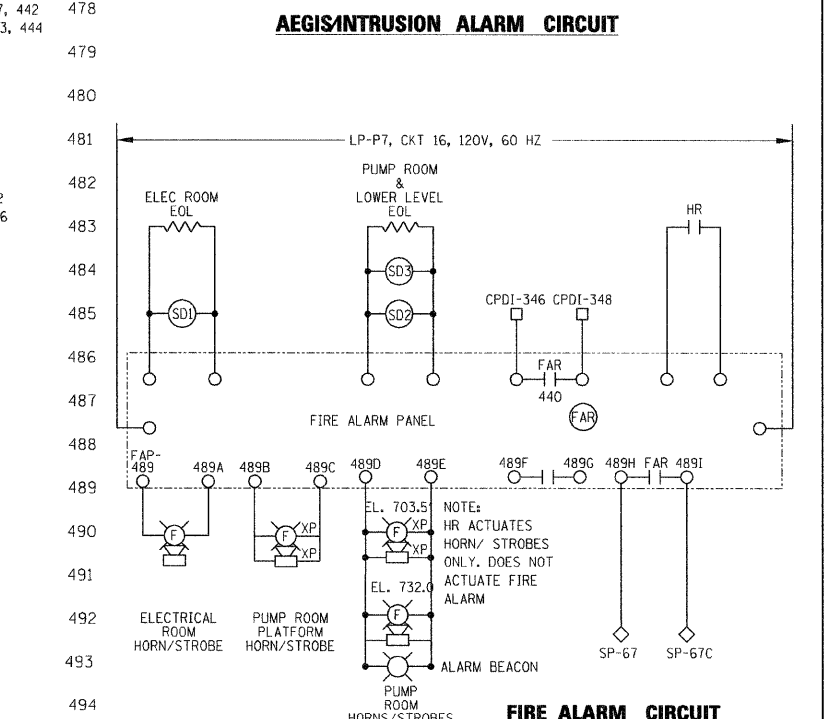 7, 442
3, 444
2
6
478
479
480
481
482
483
484
485
486
487
488
489
490
491
492
493
494
AEGIS/INTRUSION ALARM CIRCUIT
LP-P7, CKT 16, 120V, 60 HZ
ELEC ROOM
EOL
PUMP ROOM
&
LOWER LEVEL
EOL
HR
SD1
SD3
SD2
CPDI-346 CPDI-348
FAR
440
FAR
FIRE ALARM PANEL
FAP-
489 489A 489B 489C 489D 489E 489F 489G 489H FAR 489I
F
F
XP
XP
EL. 703.5'
F
XP
XP
EL. 732.0
F
NOTE:
HR ACTUATES
HORN/ STROBES
ONLY. DOES NOT
ACTUATE FIRE
ALARM
ELECTRICAL
ROOM
HORN/STROBE
PUMP ROOM
PLATFORM
HORN/STROBE
ALARM BEACON
PUMP
ROOM
HORNS/STROBES
SP-67 SP-67C
FIRE ALARM CIRCUIT